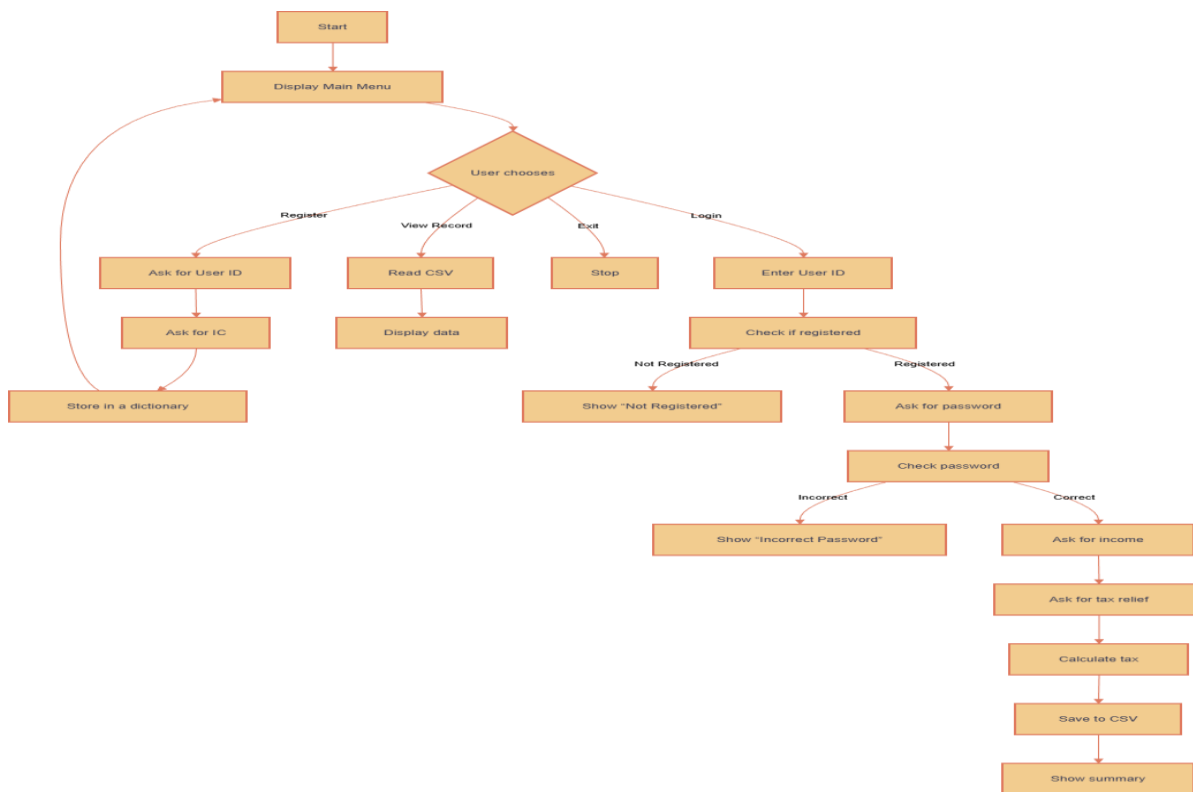 Start
Display Main Menu
User chooses
Register
View Record
Exit
Login
Ask for User ID
Read CSV
Stop
Enter User ID
Ask for IC
Display data
Check if registered
Not Registered
Registered
Store in a dictionary
Show "Not Registered"
Ask for password
Check password
Incorrect
Correct
Show "Incorrect Password"
Ask for income
Ask for tax relief
Calculate tax
Save to CSV
Show summary